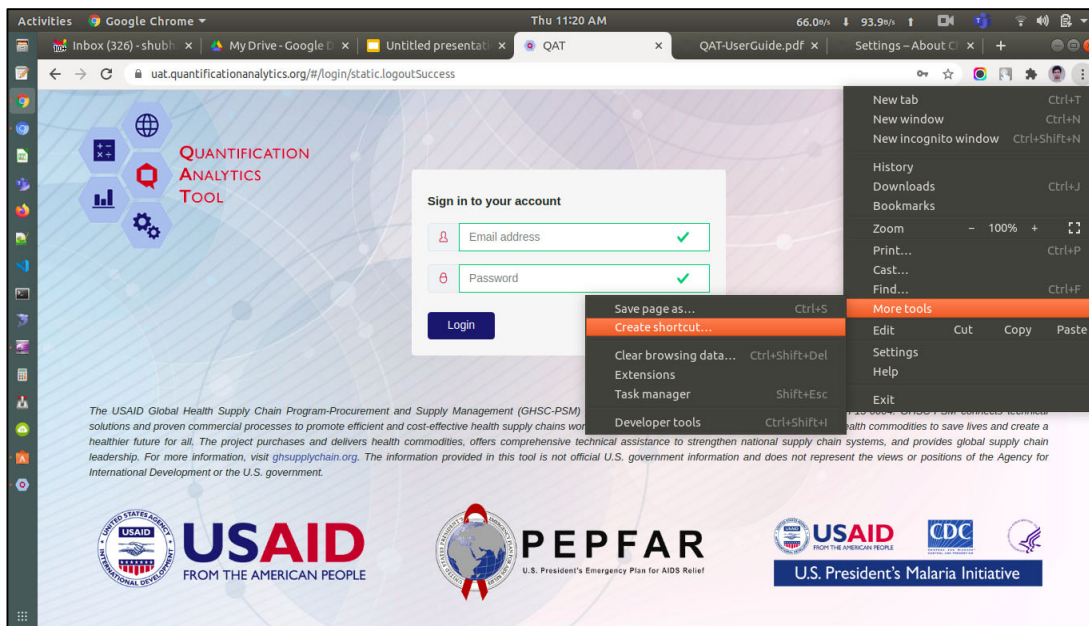 Activities
Google Chrome
Thu 11:20 AM
66.0B/s
93.9B/s
Inbox (326) - shubh
My Drive - Google D
Untitled presentati
QAT
QAT-UserGuide.pdf
Settings – About C
uat.quantificationanalytics.org/#/login/static.logoutSuccess
QUANTIFICATION
ANALYTICS
TOOL
Sign in to your account
Email address
Password
Login
New tab Ctrl+T
New window Ctrl+N
New incognito window Ctrl+Shift+N
History
Downloads Ctrl+J
Bookmarks
Zoom - 100% +
Print... Ctrl+P
Cast...
Find... Ctrl+F
More tools
Edit Cut Copy Paste
Settings
Help
Exit
Save page as... Ctrl+S
Create shortcut...
Clear browsing data... Ctrl+Shift+Del
Extensions
Task manager Shift+Esc
Developer tools Ctrl+Shift+I
The USAID Global Health Supply Chain Program-Procurement and Supply Management (GHSC-PSM)
solutions and proven commercial processes to promote efficient and cost-effective health supply chains alth commodities to save lives and create a
healthier future for all. The project purchases and delivers health commodities, offers comprehensive technical assistance to strengthen national supply chain systems, and provides global supply chain
leadership. For more information, visit ghsupplychain.org. The information provided in this tool is not official U.S. government information and does not represent the views or positions of the Agency for
International Development or the U.S. government.
UNITED STATES AGENCY
USAID
INTERNATIONAL DEVELOPMENT
USAID
FROM THE AMERICAN PEOPLE
PEPFAR
U.S. President's Emergency Plan for AIDS Relief
USAID
FROM THE AMERICAN PEOPLE
CDC
U.S. President's Malaria Initiative